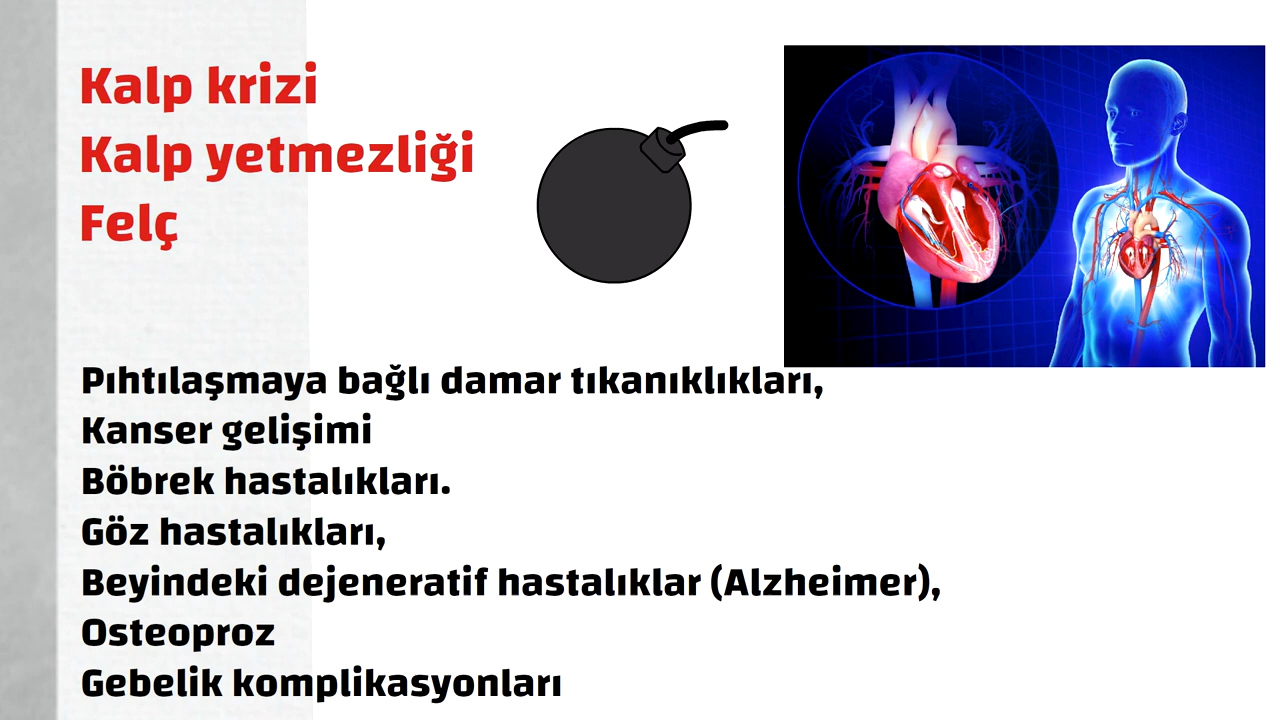 Kalp krizi
Kalp yetmezliği
Felç
Pıhtılaşmaya bağlı damar tıkanıklıkları,
Kanser gelişimi
Böbrek hastalıkları.
Göz hastalıkları,
Beyindeki dejeneratif hastalıklar (Alzheimer),
Osteoproz
Gebelik komplikasyonları